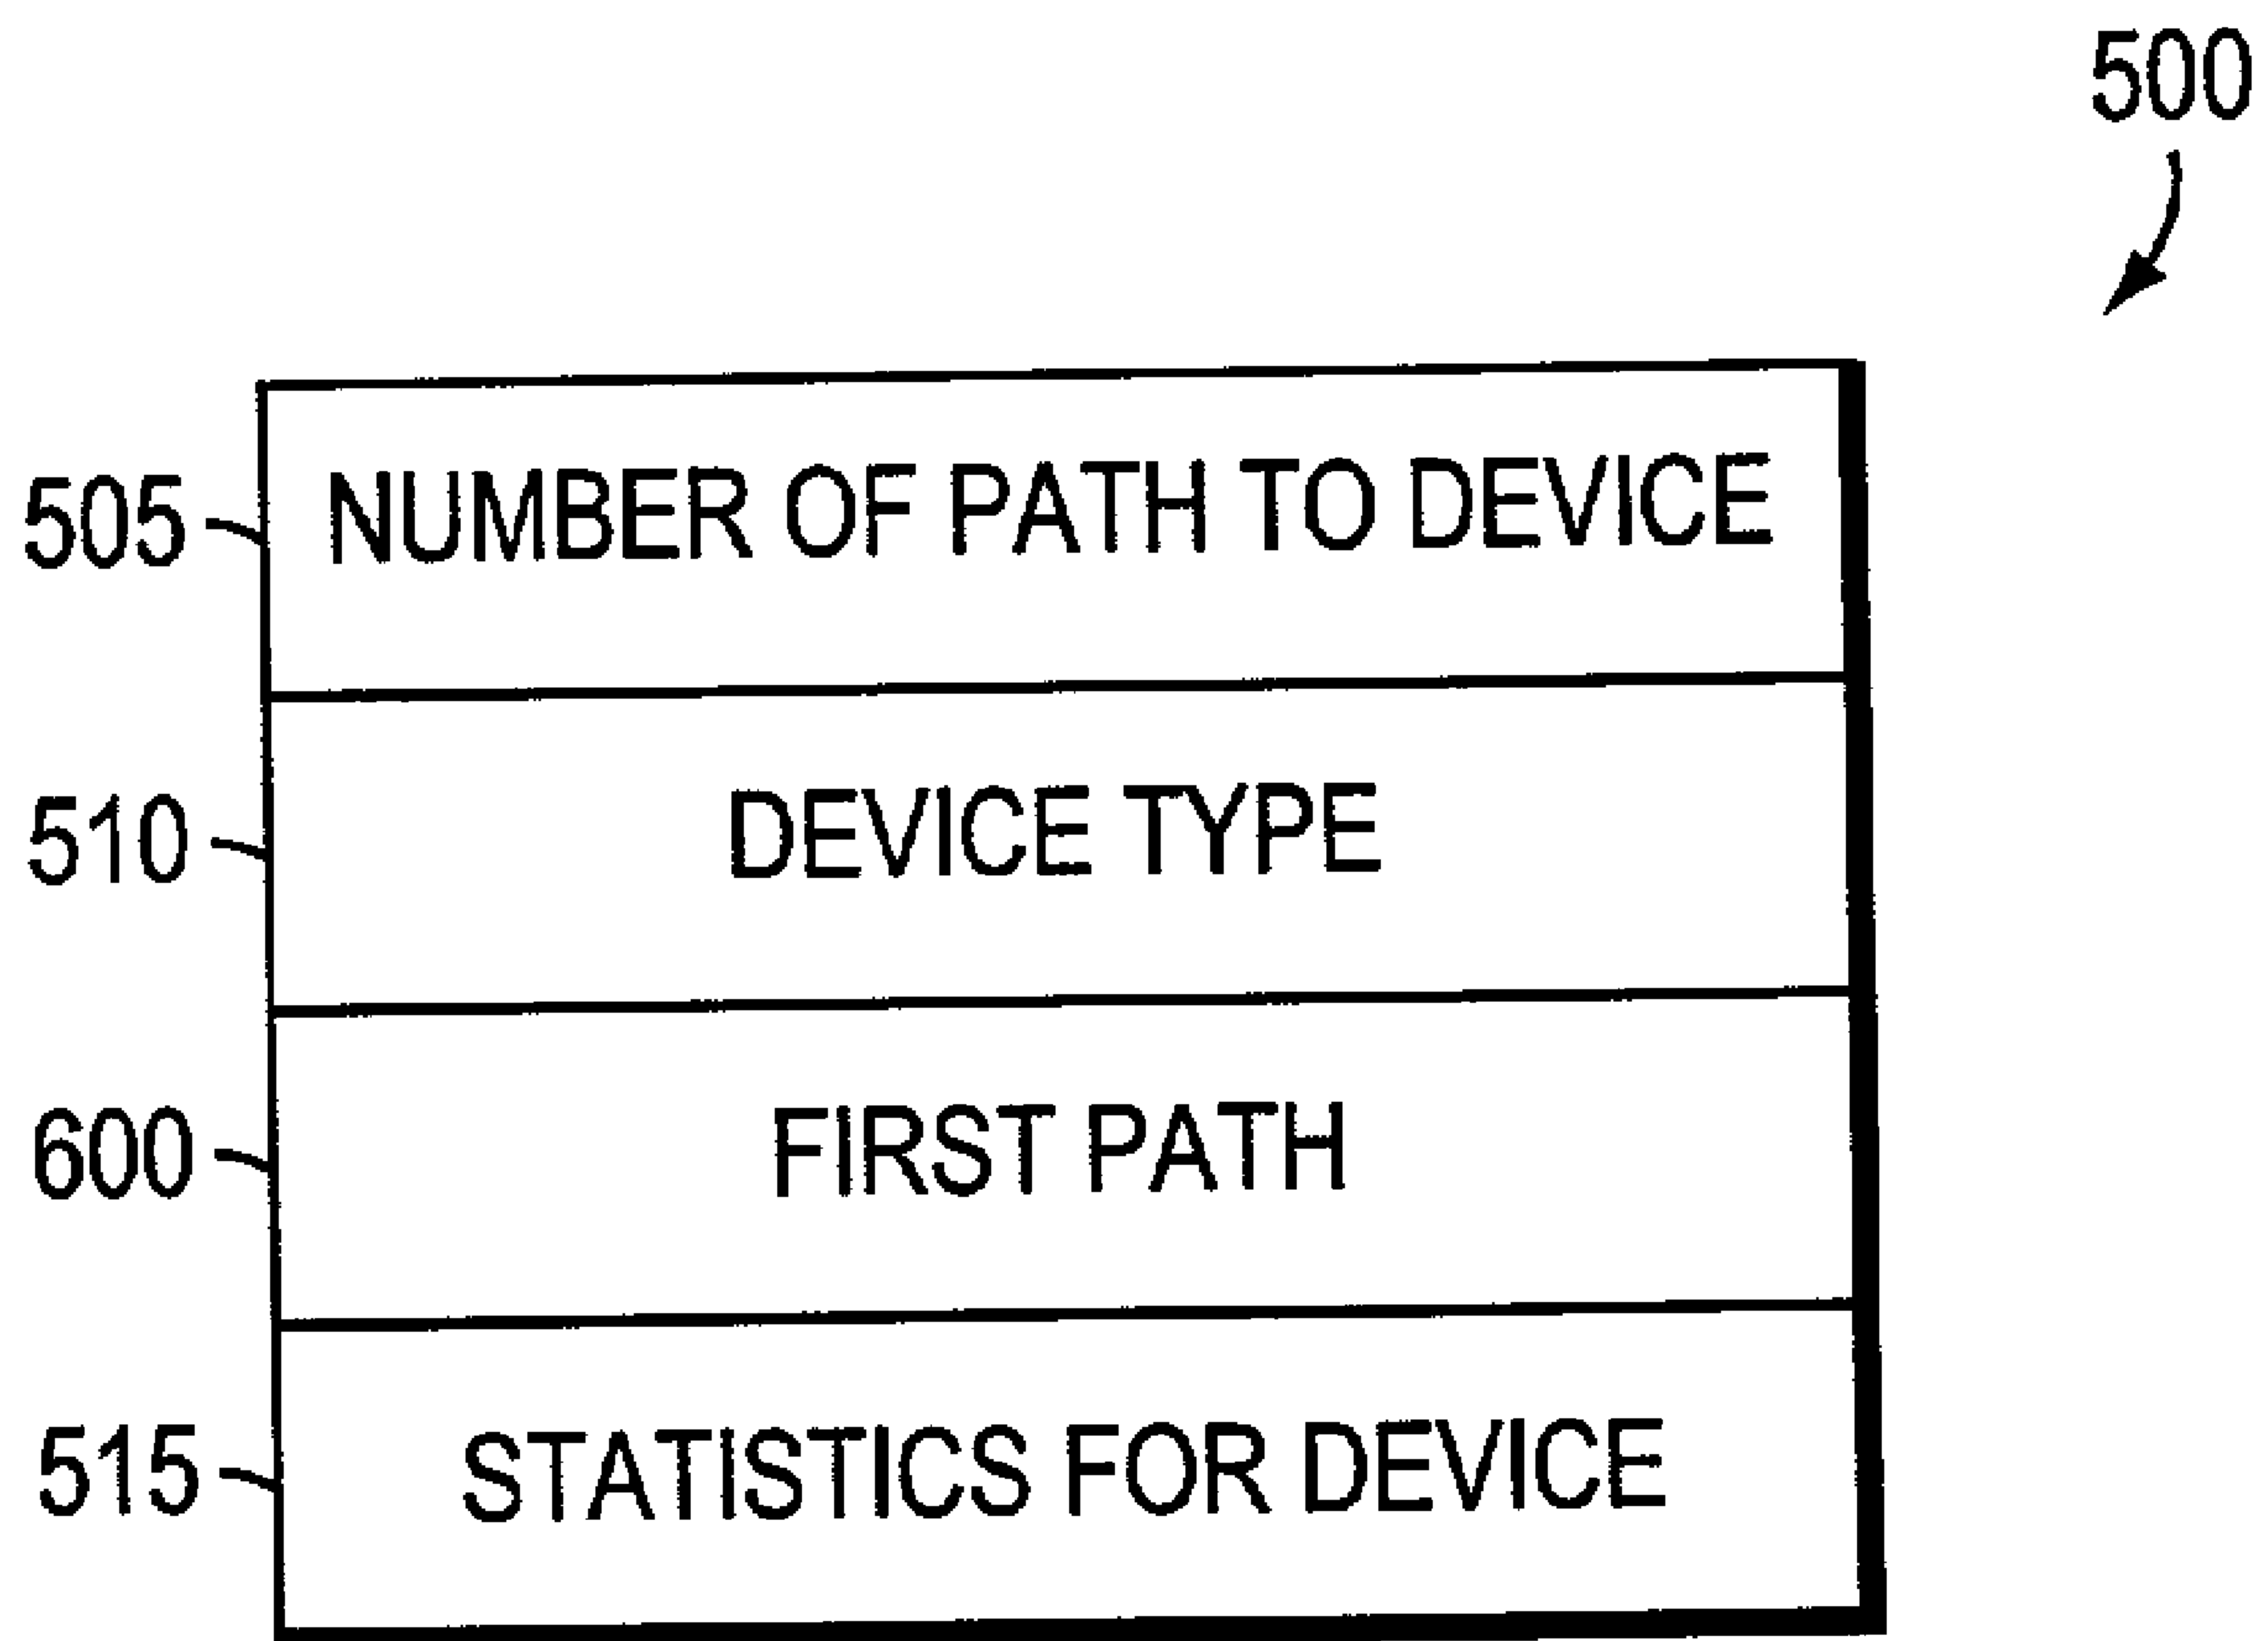 500
505 NUMBER OF PATH TO DEVICE
510 DEVICE TYPE
600 FIRST PATH
515 STATISTICS FOR DEVICE